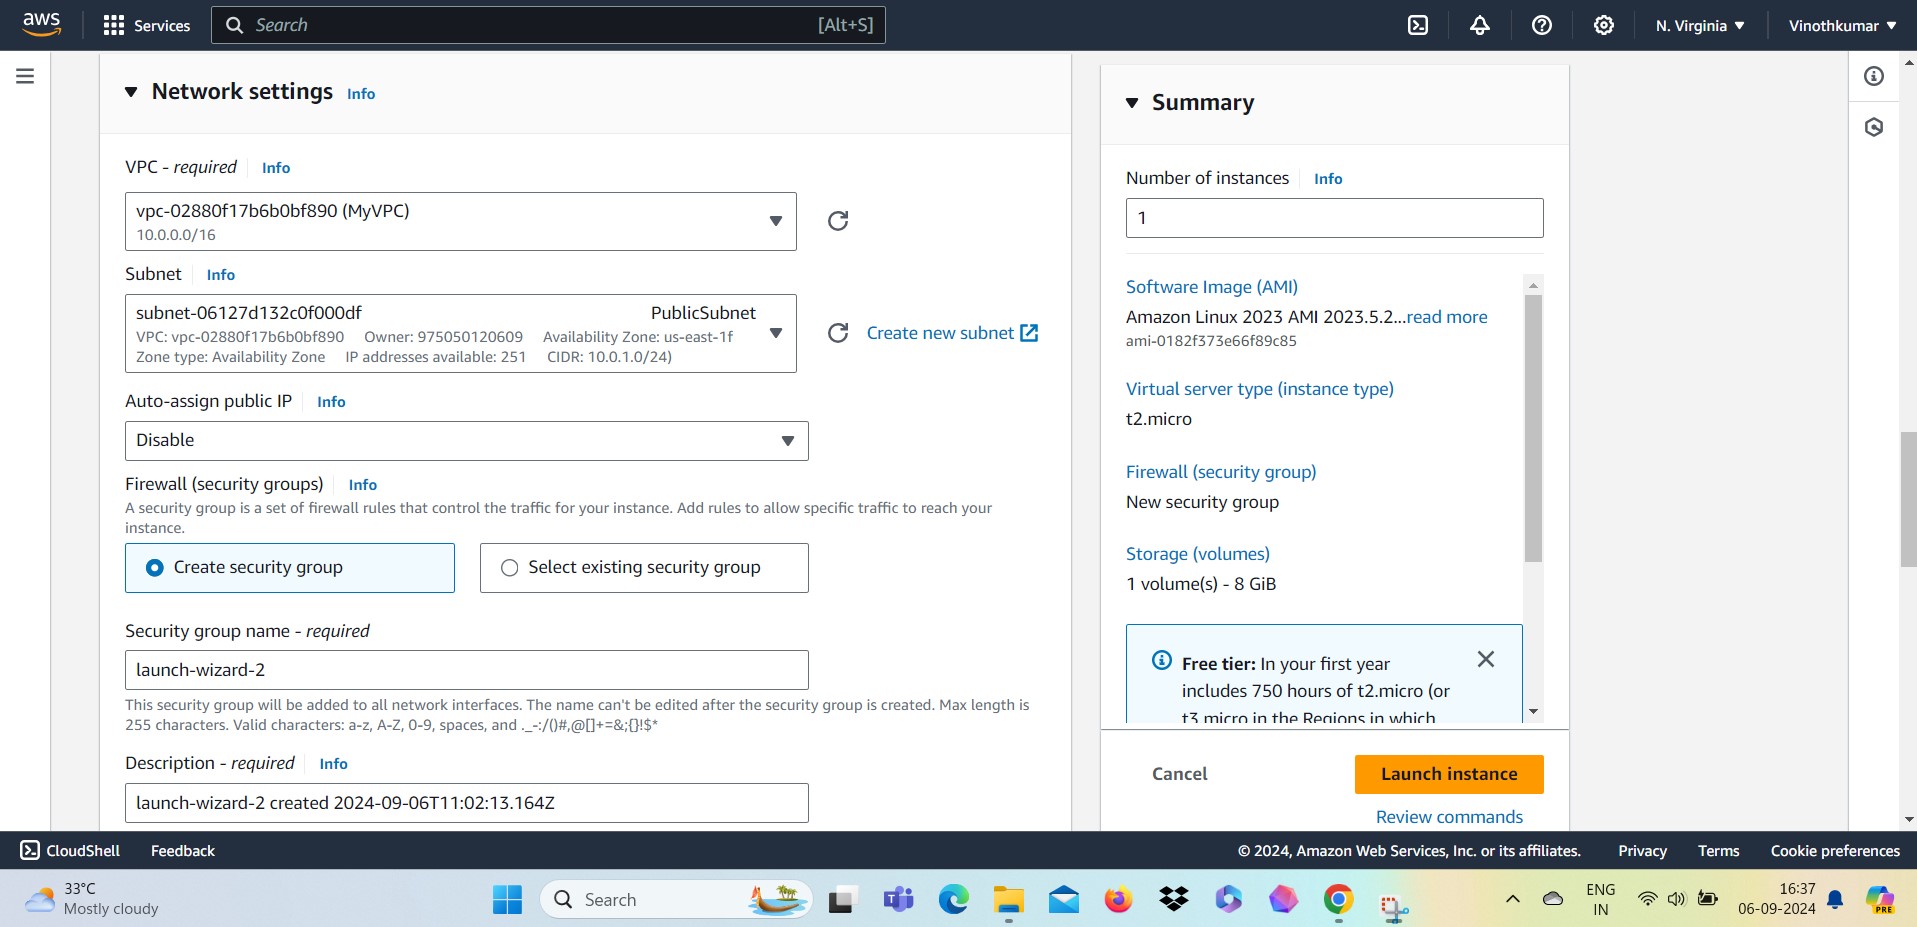 aws
Services
Search
[Alt+S]
N. Virginia
Vinothkumar
Network settings Info
VPC - required Info
vpc-02880f17b6b0bf890 (MyVPC)
10.0.0.0/16
Subnet Info
subnet-06127d132c0f000df PublicSubnet
VPC: vpc-02880f17b6b0bf890 Owner: 975050120609 Availability Zone: us-east-1f
Zone type: Availability Zone IP addresses available: 251 CIDR: 10.0.1.0/24)
Create new subnet
Auto-assign public IP Info
Disable
Firewall (security groups) Info
A security group is a set of firewall rules that control the traffic for your instance. Add rules to allow specific traffic to reach your
instance.
Create security group
Select existing security group
Security group name - required
launch-wizard-2
This security group will be added to all network interfaces. The name can't be edited after the security group is created. Max length is
255 characters. Valid characters: a-z, A-Z, 0-9, spaces, and ._-:/()#,@[]+=&;{}!$*
Description - required Info
launch-wizard-2 created 2024-09-06T11:02:13.164Z
Summary
Number of instances Info
1
Software Image (AMI)
Amazon Linux 2023 AMI 2023.5.2...read more
ami-0182f373e66f89c85
Virtual server type (instance type)
t2.micro
Firewall (security group)
New security group
Storage (volumes)
1 volume(s) - 8 GiB
Free tier: In your first year
includes 750 hours of t2.micro (or
t3.micro in the Regions in which
Cancel
Launch instance
Review commands
CloudShell
Feedback
© 2024, Amazon Web Services, Inc. or its affiliates.
Privacy
Terms
Cookie preferences
33°C
Mostly cloudy
Search
ENG
IN
16:37
06-09-2024
PRE